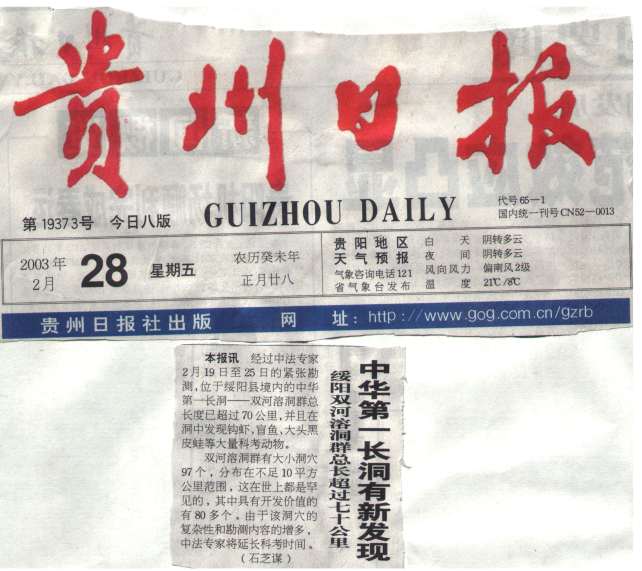 贵州日报
第19373号 今日八版
GUIZHOU DAILY
代号65—1
国内统一刊号CN52—0013
2003年
2月
28
星期五
农历癸未年
正月廿八
贵阳地区
天气预报
气象咨询电话121
省气象台发布
白天 阴转多云
夜间 阴转多云
风向风力 偏南风2级
温度 21℃/8℃
贵州日报社出版 网址:http://www.gog.com.cn/gzrb
中华第一长洞有新发现
绥阳双河溶洞群总长超过七十公里
本报讯 经过中法专家
2月19日至25日的紧张勘
测,位于绥阳县境内的中华
第一长洞——双河溶洞群总
长度已超过70公里,并且在
洞中发现钩虾,盲鱼、大头黑
皮蛙等大量科考动物。
双河溶洞群有大小洞穴
97个,分布在不足10平方
公里范围,这在世上都是罕
见的,其中具有开发价值的
有80多个,由于该洞穴的
复杂性和勘测内容的增多,
中法专家将延长科考时间。
(石芝谋)